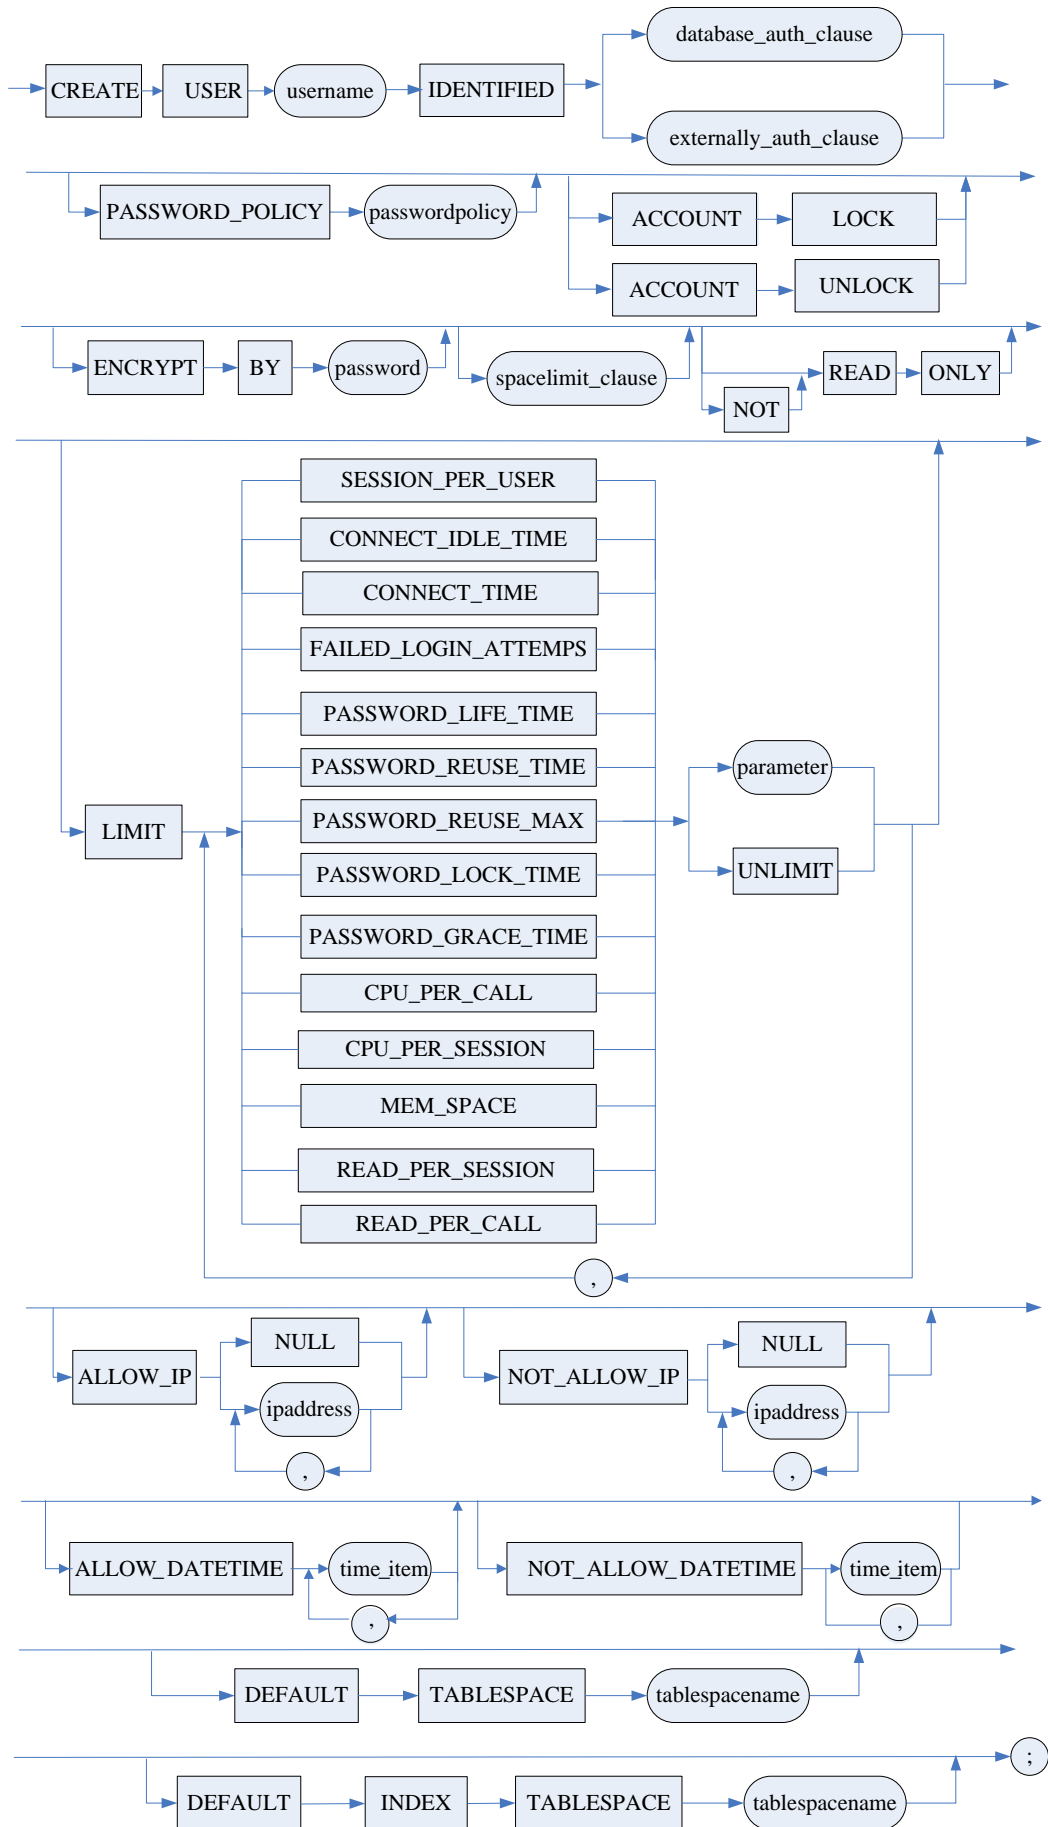 database_auth_clause
CREATE USER username IDENTIFIED
externally_auth_clause
PASSWORD_POLICY passwordpolicy ACCOUNT LOCK
ACCOUNT UNLOCK
ENCRYPT BY password spacelimit_clause READ ONLY
NOT
SESSION_PER_USER
CONNECT_IDLE_TIME
CONNECT_TIME
FAILED_LOGIN_ATTEMPS
PASSWORD_LIFE_TIME
PASSWORD_REUSE_TIME parameter
LIMIT PASSWORD_REUSE_MAX
PASSWORD_LOCK_TIME UNLIMIT
PASSWORD_GRACE_TIME
CPU_PER_CALL
CPU_PER_SESSION
MEM_SPACE
READ_PER_SESSION
READ_PER_CALL
,
NULL NULL
ALLOW_IP NOT_ALLOW_IP
ipaddress ipaddress
, ,
ALLOW_DATETIME time_item NOT_ALLOW_DATETIME time_item
, ,
DEFAULT TABLESPACE tablespacename
;
DEFAULT INDEX TABLESPACE tablespacename